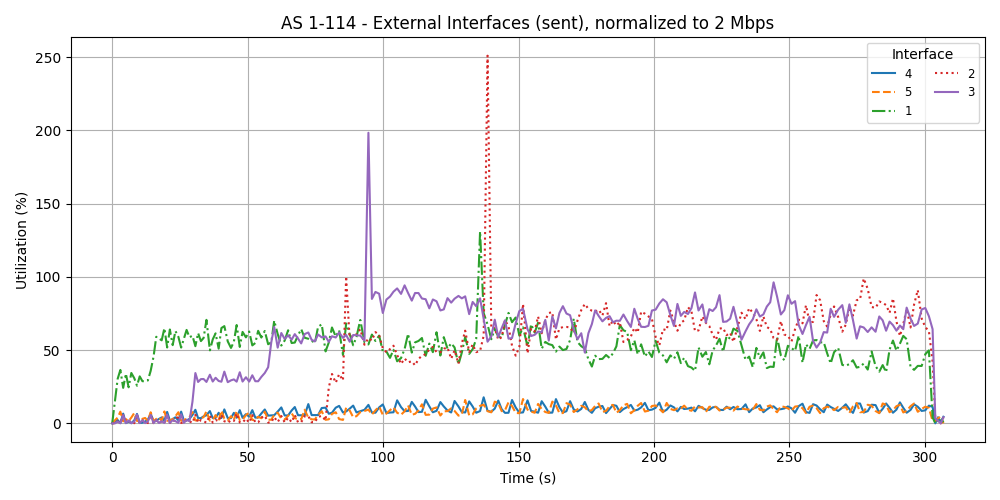 AS 1-114 - External Interfaces (sent), normalized to 2 Mbps
Interface
4
5
1
2
3
Utilization (%)
250
200
150
100
50
0
0 50 100 150 200 250 300
Time (s)